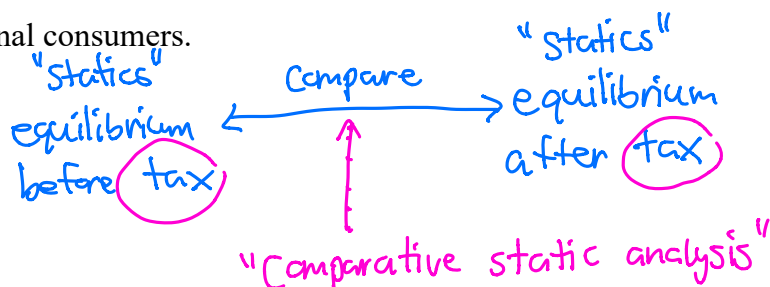 nal consumers.
"statics"
equilibrium
before tax
Compare
"statics"
equilibrium
after tax
"Comparative static analysis"